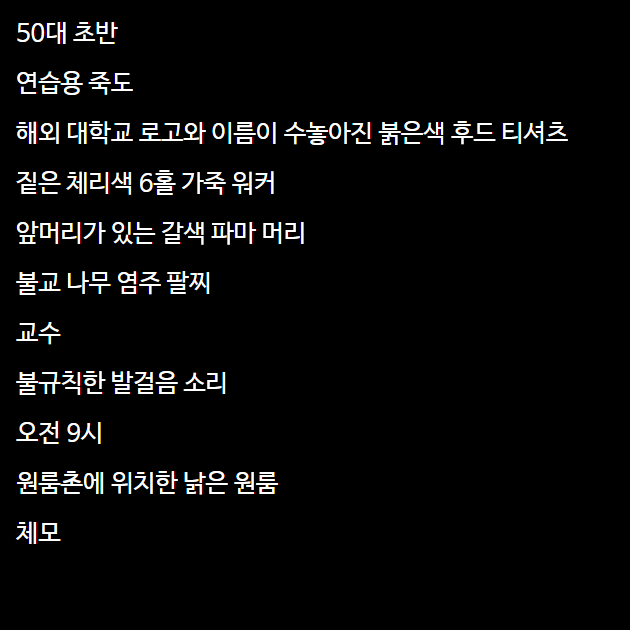 50대 초반
연습용 죽도
해외 대학교 로고와 이름이 수놓아진 붉은색 후드 티셔츠
짙은 체리색 6홀 가죽 워커
앞머리가 있는 갈색 파마 머리
불교 나무 염주 팔찌
교수
불규칙한 발걸음 소리
오전 9시
원룸촌에 위치한 낡은 원룸
체모